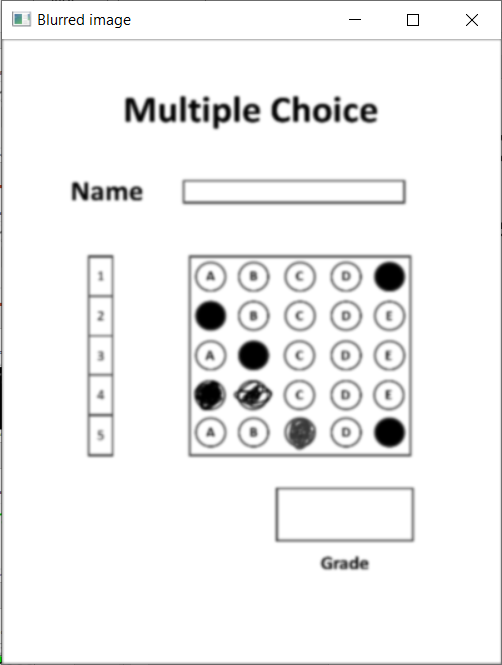 Blurred image
Multiple Choice
Name
1 A B C D
2 B C D E
3 A C D E
4 C D E
5 A B D
Grade